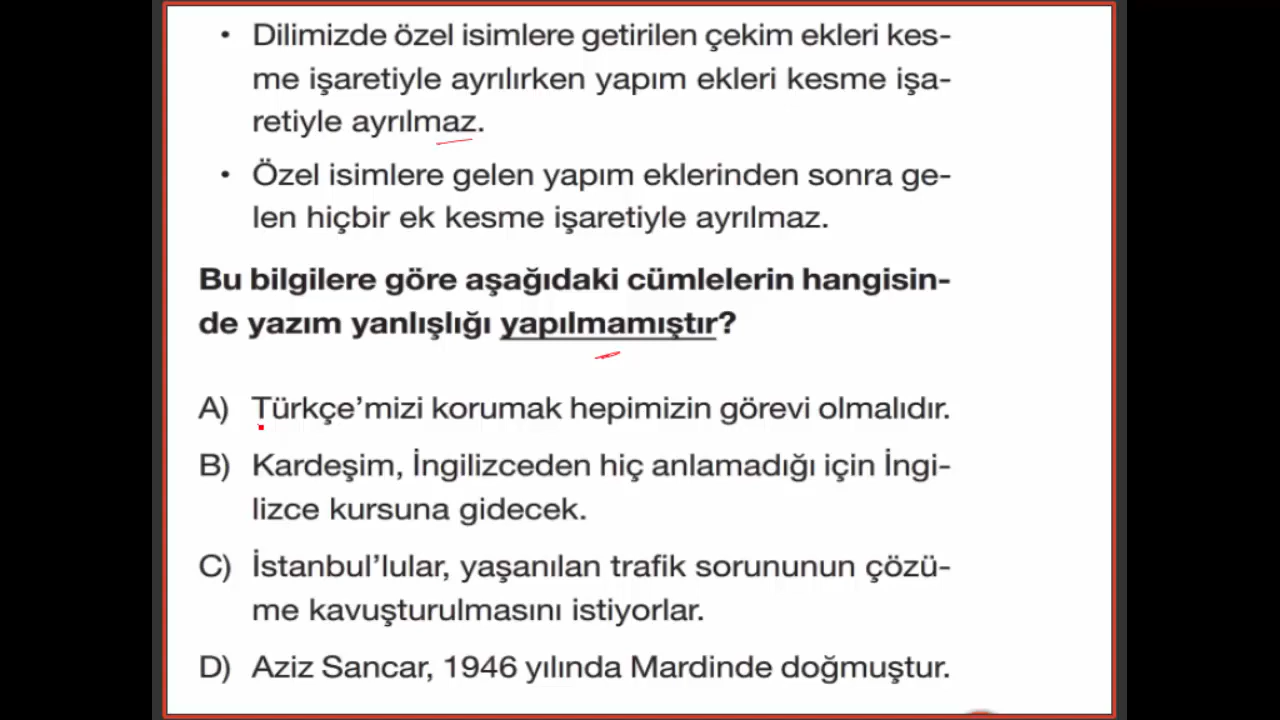 • Dilimizde özel isimlere getirilen çekim ekleri kes-
me işaretiyle ayrılırken yapım ekleri kesme işa-
retiyle ayrılmaz.
• Özel isimlere gelen yapım eklerinden sonra ge-
len hiçbir ek kesme işaretiyle ayrılmaz.
Bu bilgilere göre aşağıdaki cümlelerin hangisin-
de yazım yanlışlığı yapılmamıştır?
A) Türkçe’mizi korumak hepimizin görevi olmalıdır.
B) Kardeşim, İngilizceden hiç anlamadığı için İngi-
lizce kursuna gidecek.
C) İstanbul’lular, yaşanılan trafik sorununun çözü-
me kavuşturulmasını istiyorlar.
D) Aziz Sancar, 1946 yılında Mardinde doğmuştur.